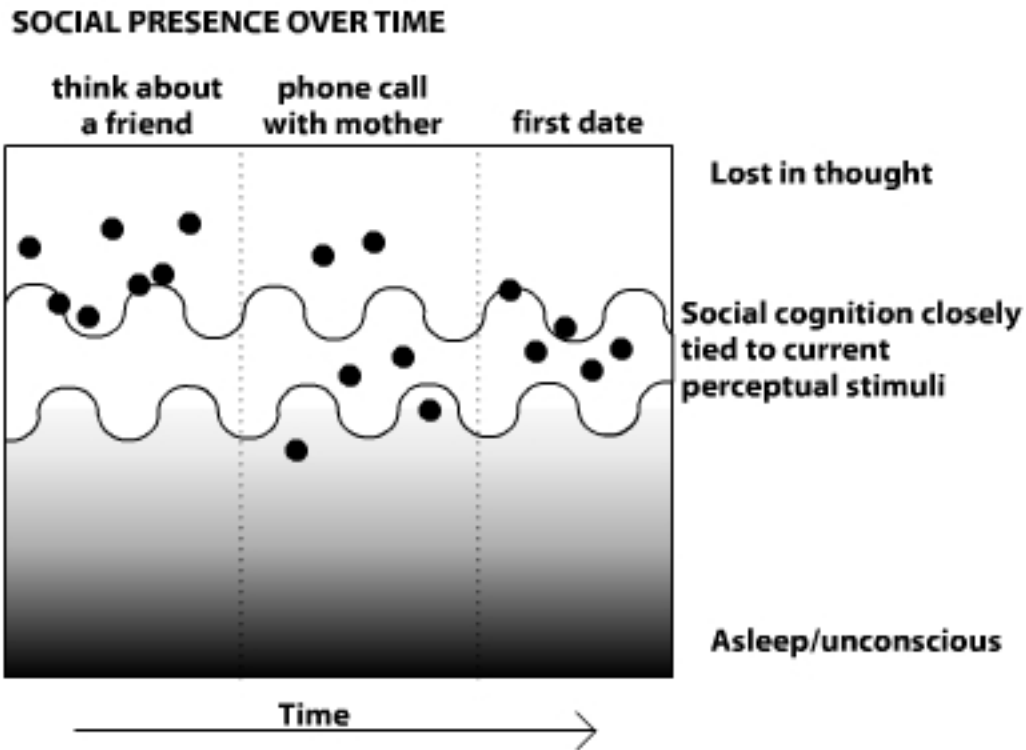 SOCIAL PRESENCE OVER TIME
think about
a friend
phone call
with mother
first date
Lost in thought
Social cognition closely
tied to current
perceptual stimuli
Asleep/unconscious
Time